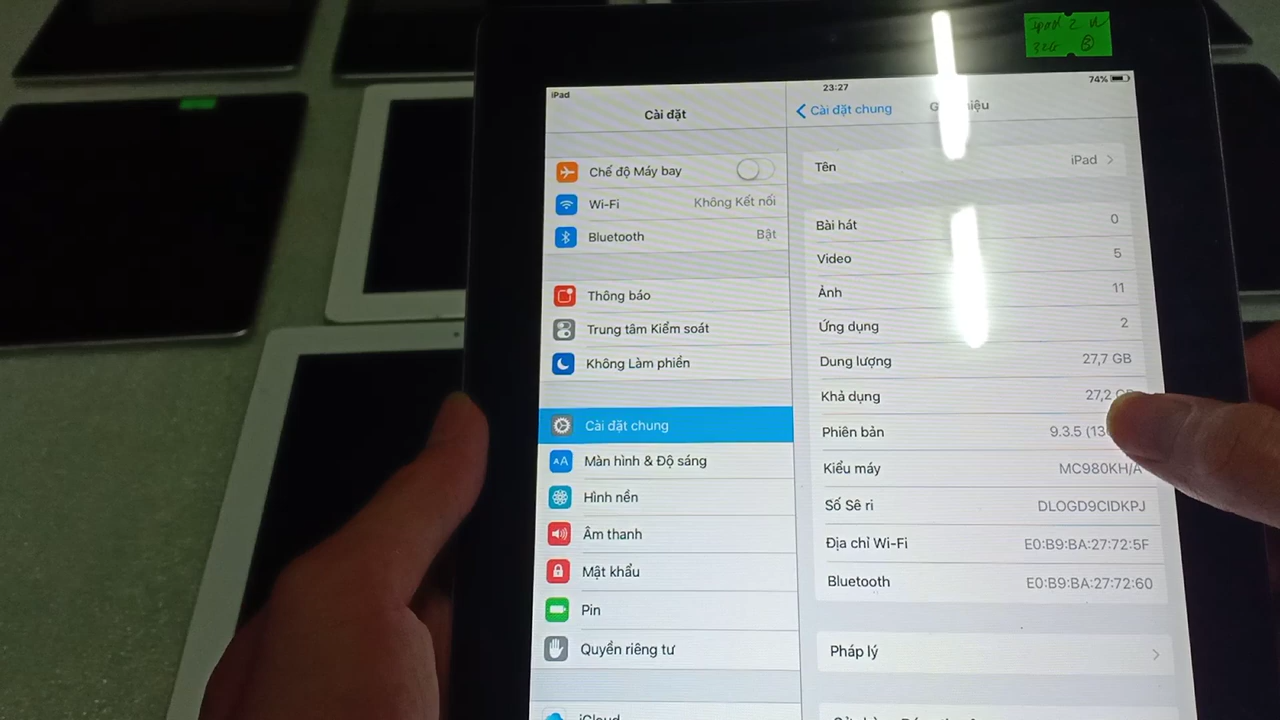 ipad 2
32G 3
iPad
Cài đặt
Chế độ Máy bay
Wi-Fi Không Kết nối
Bluetooth Bật
Thông báo
Trung tâm Kiểm soát
Không Làm phiền
Cài đặt chung
Màn hình & Độ sáng
Hình nền
Âm thanh
Mật khẩu
Pin
Quyền riêng tư
iCloud
23:27
74%
Cài đặt chung
Tên iPad
Bài hát 0
Video 5
Ảnh 11
Ứng dụng 2
Dung lượng 27,7 GB
Khả dụng 27,2
Phiên bản 9.3.5
Kiểu máy MC980KH/A
Số Sê ri DLOGD9CIDKPJ
Địa chỉ Wi-Fi E0:B9:BA:27:72:5F
Bluetooth E0:B9:BA:27:72:60
Pháp lý